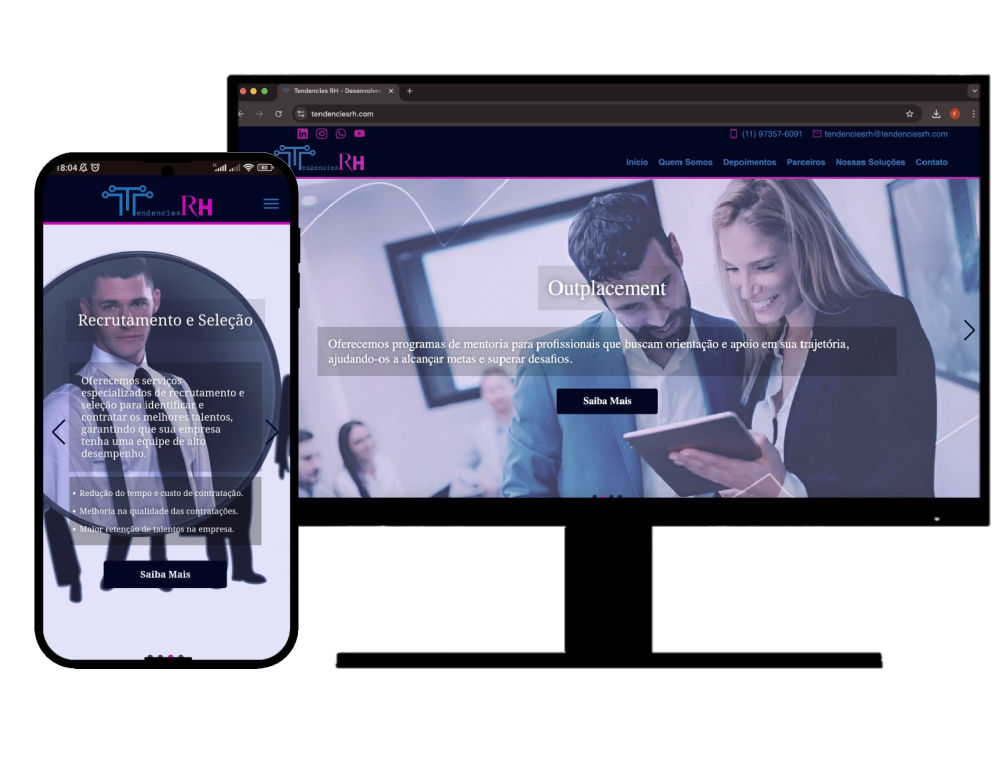 Tendencies RH - Desenvolver
tendenciesrh.com
(11) 97357-6091 tendenciesrh@tendenciesrh.com
Tendencies RH
Início Quem Somos Depoimentos Parceiros Nossas Soluções Contato
Outplacement
Oferecemos programas de mentoria para profissionais que buscam orientação e apoio em sua trajetória,
ajudando-os a alcançar metas e superar desafios.
Saiba Mais
18:04
Tendencies RH
Recrutamento e Seleção
Oferecemos serviços
especializados de recrutamento e
seleção para identificar e
contratar os melhores talentos,
garantindo que sua empresa
tenha uma equipe de alto
desempenho.
• Redução do tempo e custo de contratação.
• Melhoria na qualidade das contratações.
• Maior retenção de talentos na empresa.
Saiba Mais